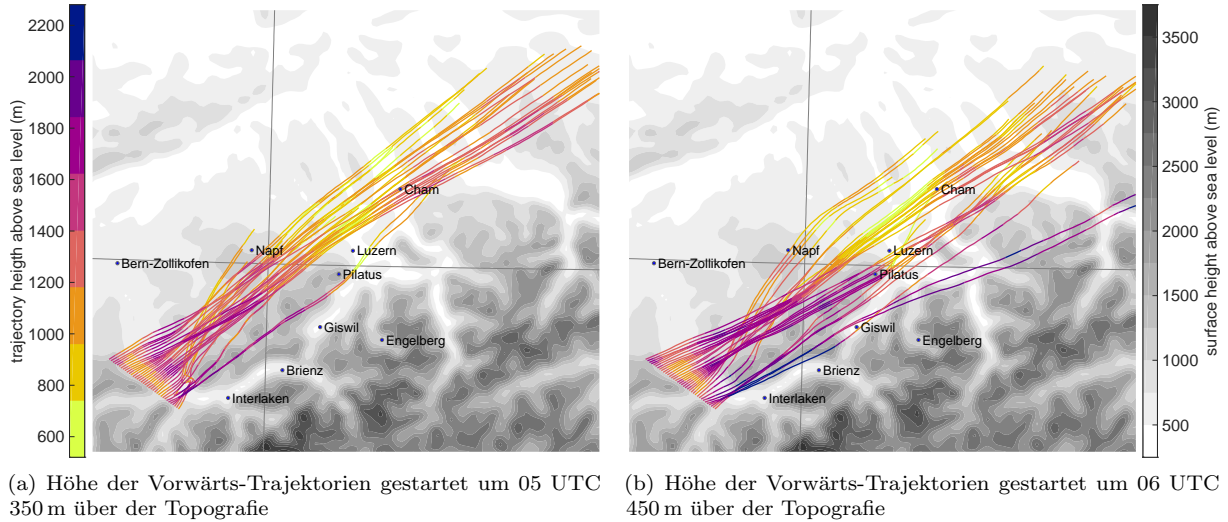 2200
2000
1800
1600
1400
1200
1000
800
600
trajectory heigth above sea level (m)
Cham
Napf
Luzern
Bern-Zollikofen
Pilatus
Giswil
Engelberg
Brienz
Interlaken
Cham
Napf
Luzern
Bern-Zollikofen
Pilatus
Giswil
Engelberg
Brienz
Interlaken
3500
3000
2500
2000
1500
1000
500
surface height above sea level (m)
(a) Höhe der Vorwärts-Trajektorien gestartet um 05 UTC
350 m über der Topografie
(b) Höhe der Vorwärts-Trajektorien gestartet um 06 UTC
450 m über der Topografie